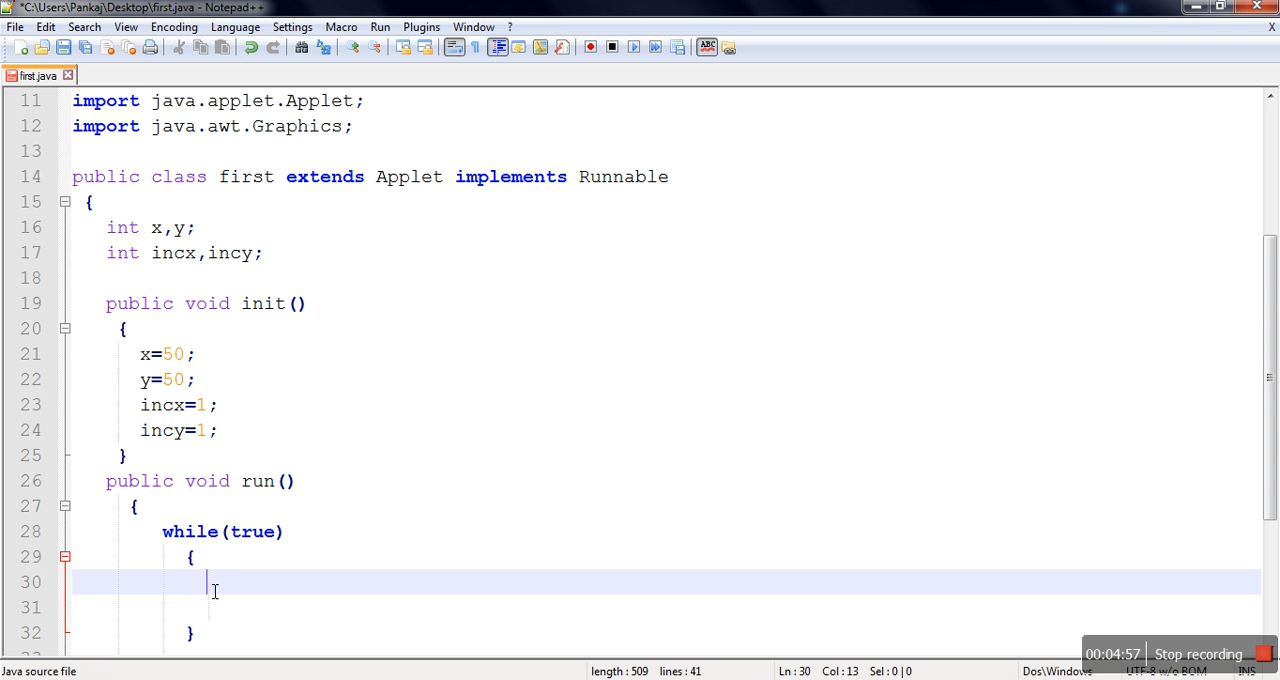 *C:\Users\Pankaj\Desktop\first.java - Notepad++
File Edit Search View Encoding Language Settings Macro Run Plugins Window ? X
ABC
first.java
11 import java.applet.Applet;
12 import java.awt.Graphics;
13
14 public class first extends Applet implements Runnable
15 {
16 int x,y;
17 int incx,incy;
18
19 public void init()
20 {
21 x=50;
22 y=50;
23 incx=1;
24 incy=1;
25 }
26 public void run()
27 {
28 while(true)
29 {
30
31
32 }
00:04:57 Stop recording
Java source file length : 509 lines : 41 Ln : 30 Col : 13 Sel : 0 | 0 Dos\Windows UTF-8 w/o BOM INS